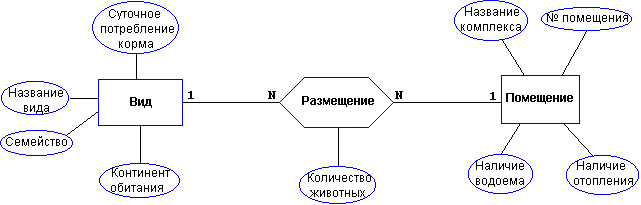 Суточное
потребление
корма
Название
комплекса
№ помещения
Название
вида
Вид
1
N
Размещение
N
1
Помещение
Семейство
Континент
обитания
Количество
животных
Наличие
водоема
Наличие
отопления